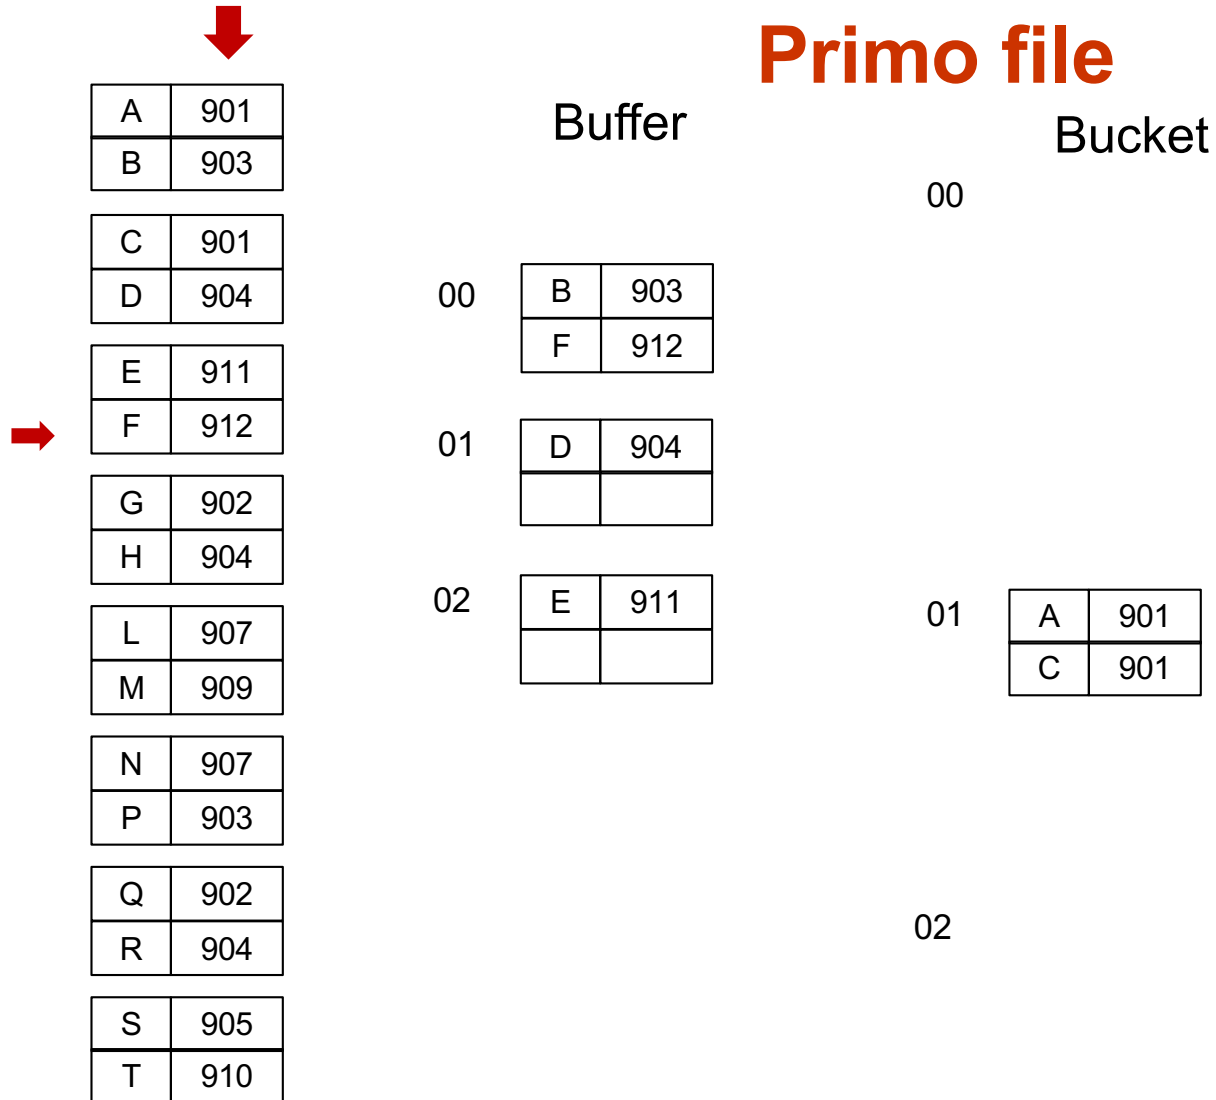 Primo file
Buffer
Bucket
A 901
B 903
C 901
D 904
E 911
F 912
G 902
H 904
L 907
M 909
N 907
P 903
Q 902
R 904
S 905
T 910
00 B 903
F 912
01 D 904
02 E 911
00
01 A 901
C 901
02